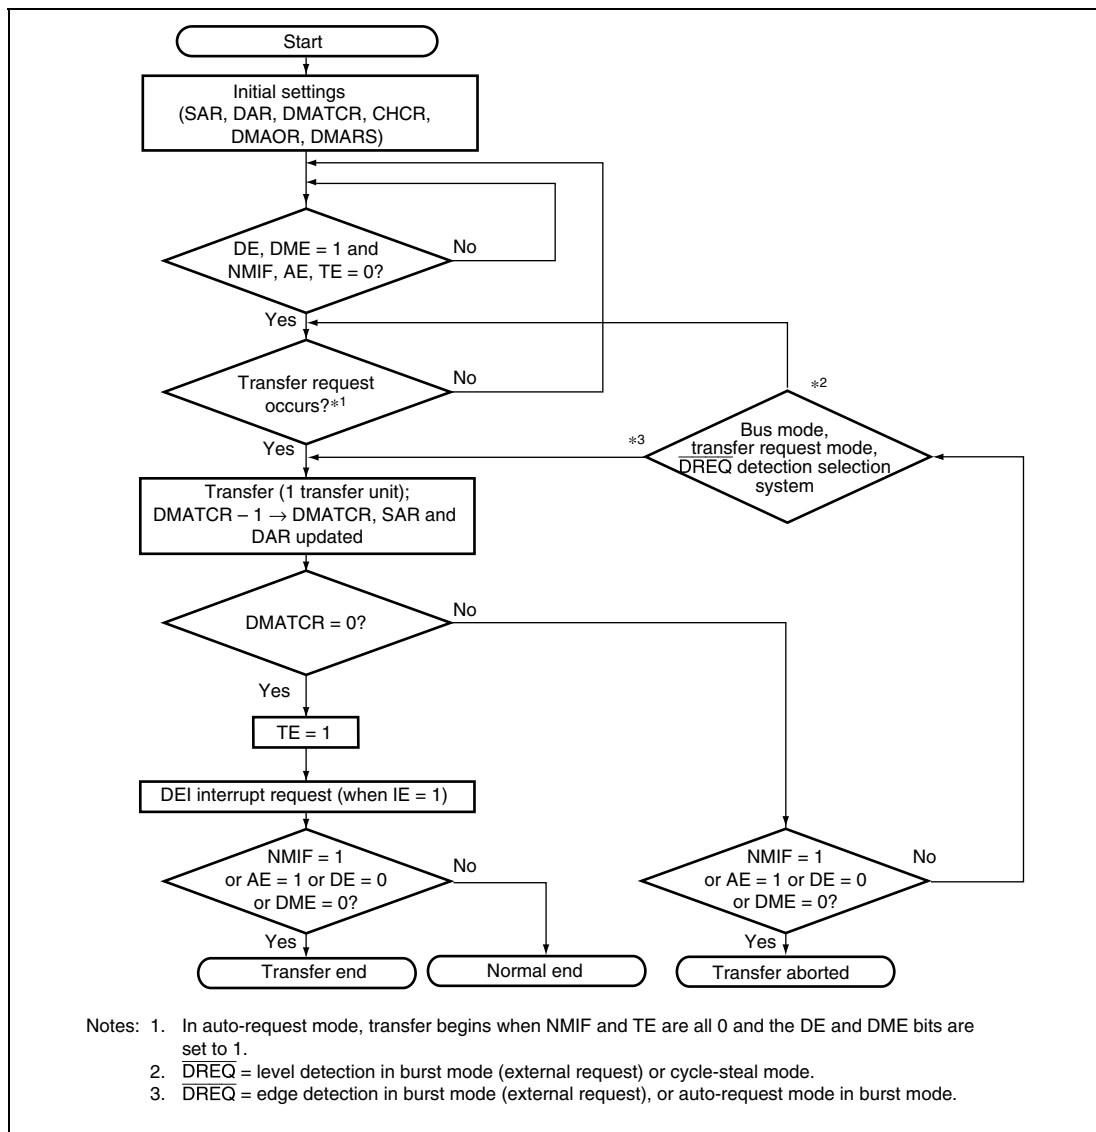 Start
Initial settings
(SAR, DAR, DMATCR, CHCR,
DMAOR, DMARS)
DE, DME = 1 and
NMIF, AE, TE = 0?
No
Yes
Transfer request
occurs?*1
No
Yes
*2
*3
Bus mode,
transfer request mode,
DREQ detection selection
system
Transfer (1 transfer unit);
DMATCR – 1 → DMATCR, SAR and
DAR updated
DMATCR = 0?
No
Yes
TE = 1
DEI interrupt request (when IE = 1)
NMIF = 1
or AE = 1 or DE = 0
or DME = 0?
No
Yes
NMIF = 1
or AE = 1 or DE = 0
or DME = 0?
No
Yes
Transfer end
Normal end
Transfer aborted
Notes: 1. In auto-request mode, transfer begins when NMIF and TE are all 0 and the DE and DME bits are
set to 1.
2. DREQ = level detection in burst mode (external request) or cycle-steal mode.
3. DREQ = edge detection in burst mode (external request), or auto-request mode in burst mode.